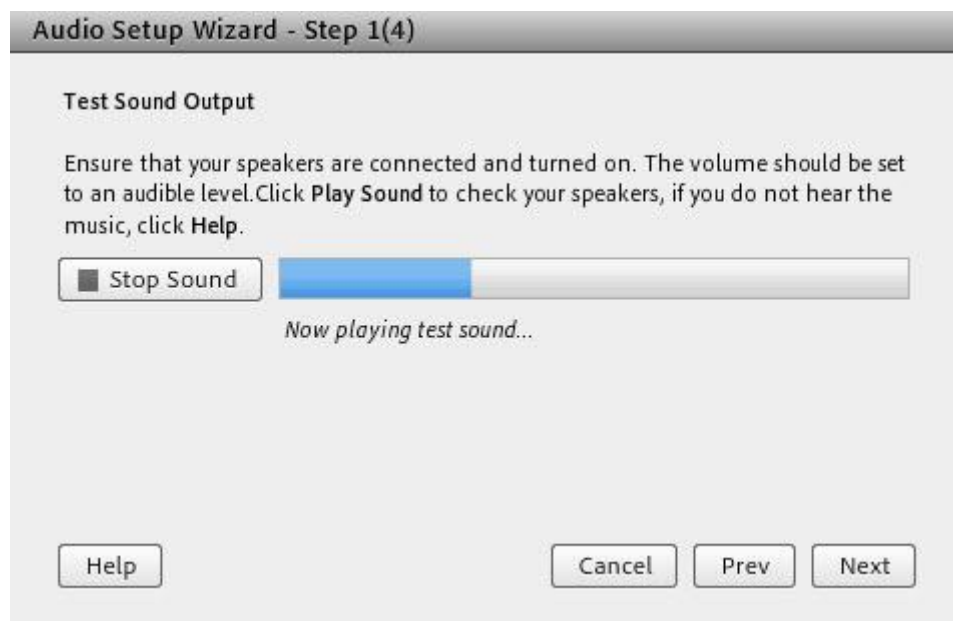 Audio Setup Wizard - Step 1(4)
Test Sound Output
Ensure that your speakers are connected and turned on. The volume should be set
to an audible level.Click Play Sound to check your speakers, if you do not hear the
music, click Help.
Stop Sound
Now playing test sound...
Help Cancel Prev Next